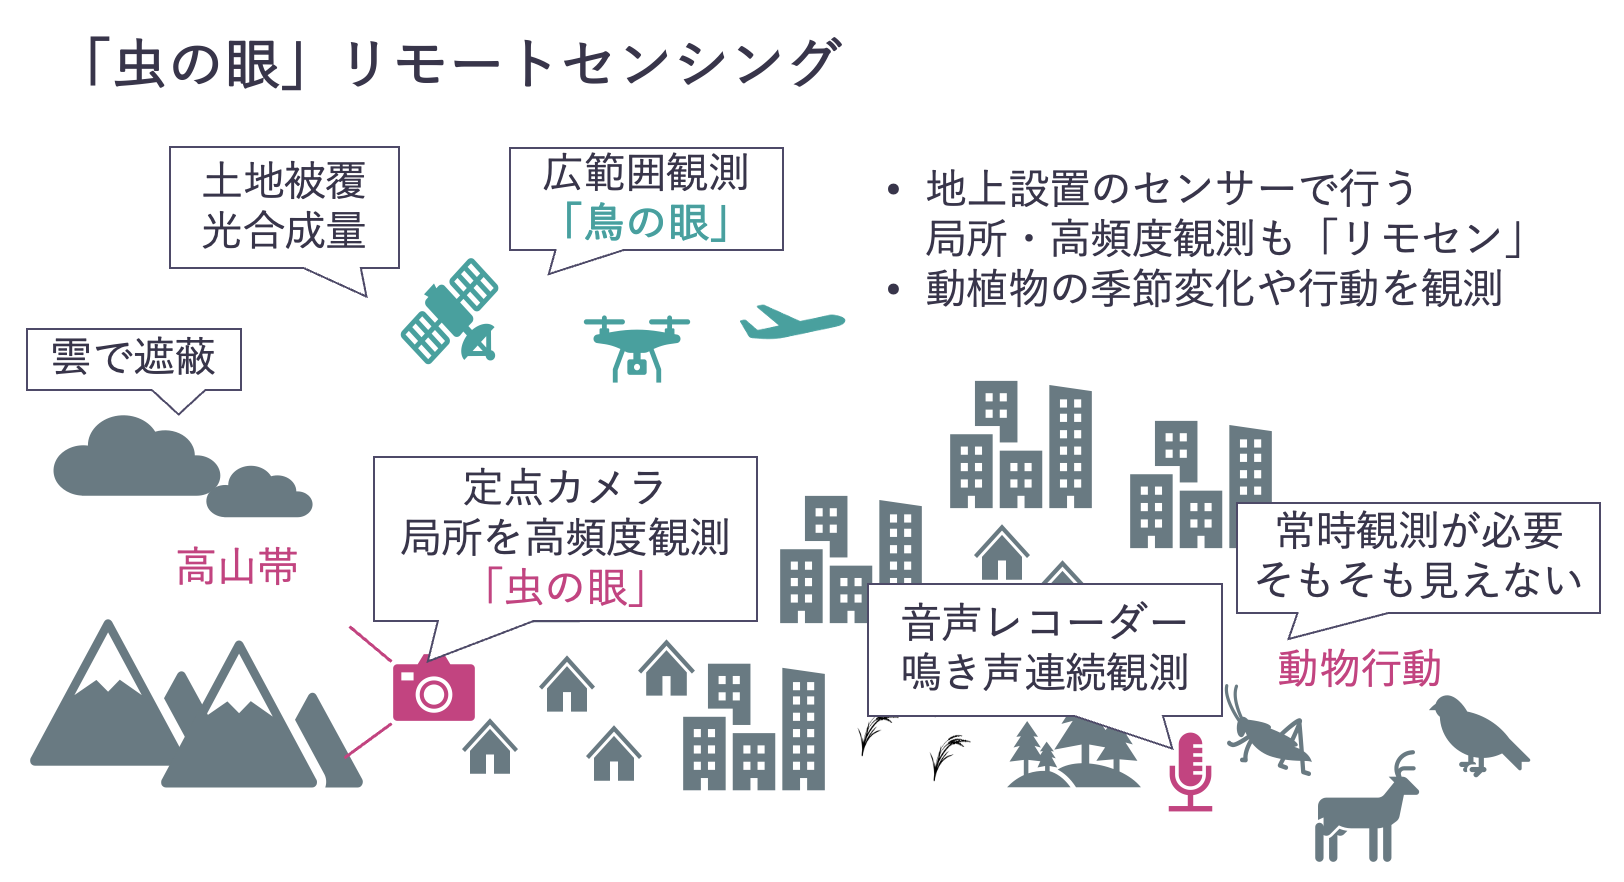 「虫の眼」リモートセンシング
土地被覆
光合成量
広範囲観測
「鳥の眼」
• 地上設置のセンサーで行う
局所・高頻度観測も「リモセン」
• 動植物の季節変化や行動を観測
雲で遮蔽
高山帯
定点カメラ
局所を高頻度観測
「虫の眼」
音声レコーダー
鳴き声連続観測
常時観測が必要
そもそも見えない
動物行動